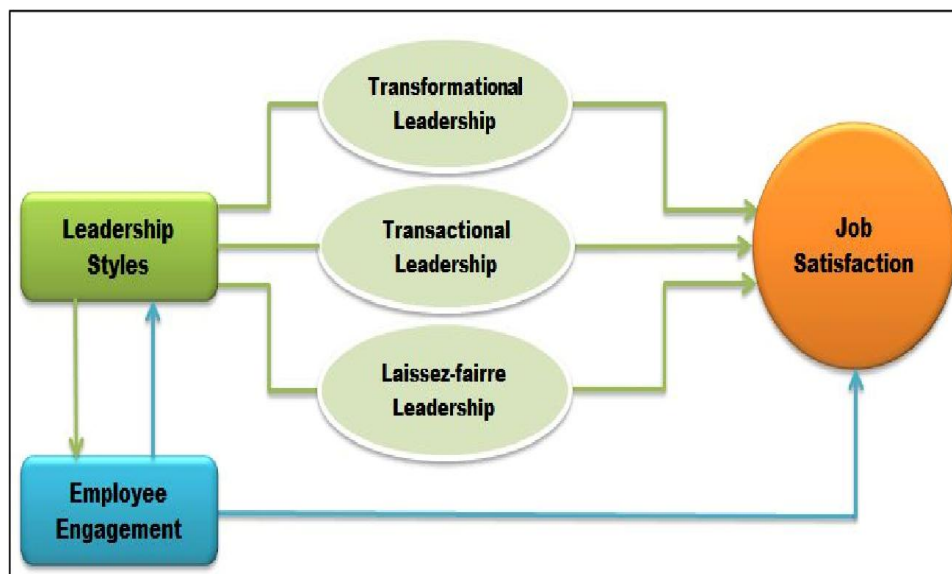 Transformational
Leadership
Leadership
Styles
Transactional
Leadership
Job
Satisfaction
Laissez-fairre
Leadership
Employee
Engagement